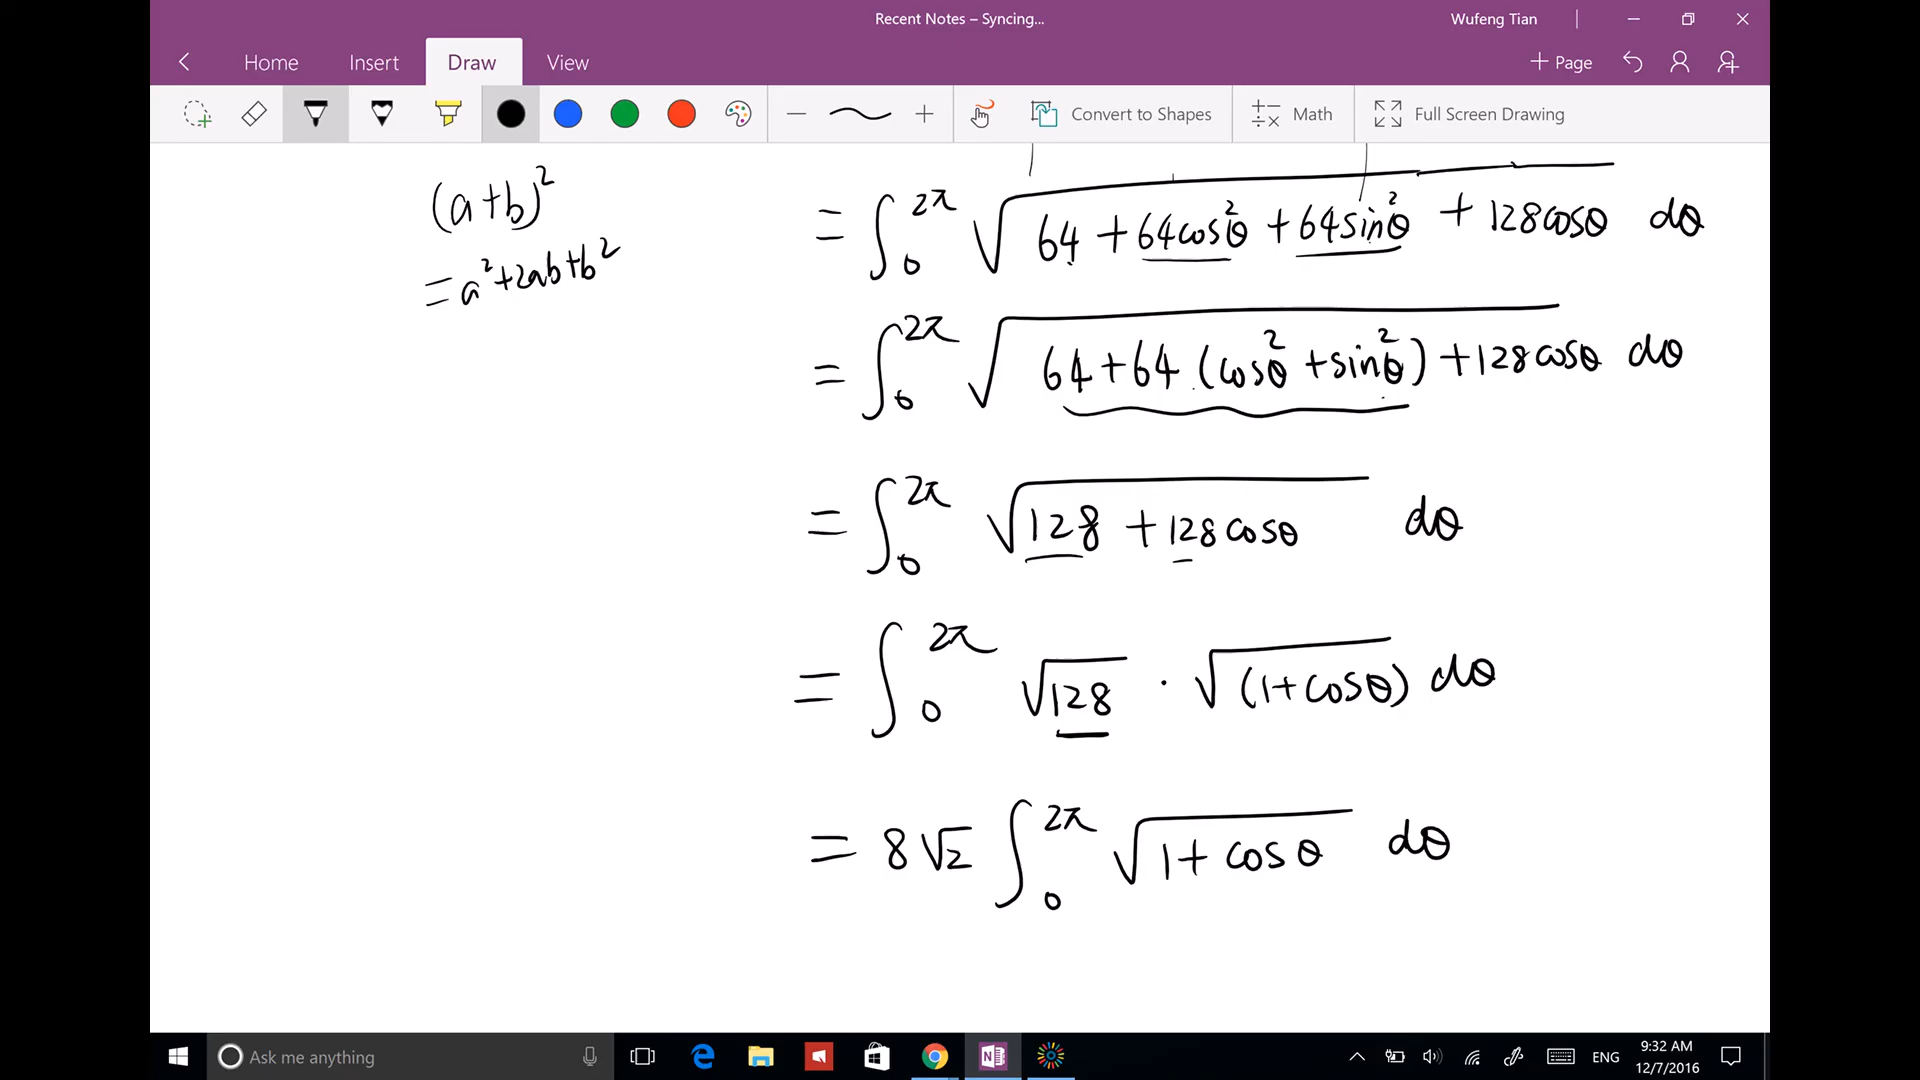 Recent Notes – Syncing...
Wufeng Tian
Home Insert Draw View
Page
Convert to Shapes
Math
Full Screen Drawing
(a+b)²
= a²+2ab+b²
= ∫₀^2π √(64 + 64cos²θ + 64sin²θ + 128cosθ) dθ
= ∫₀^2π √(64+64 (cos²θ + sin²θ) + 128cosθ) dθ
= ∫₀^2π √(128 + 128cosθ) dθ
= ∫₀^2π √128 · √(1+cosθ) dθ
= 8√2 ∫₀^2π √(1+cosθ) dθ
Ask me anything
N
ENG
9:32 AM
12/7/2016